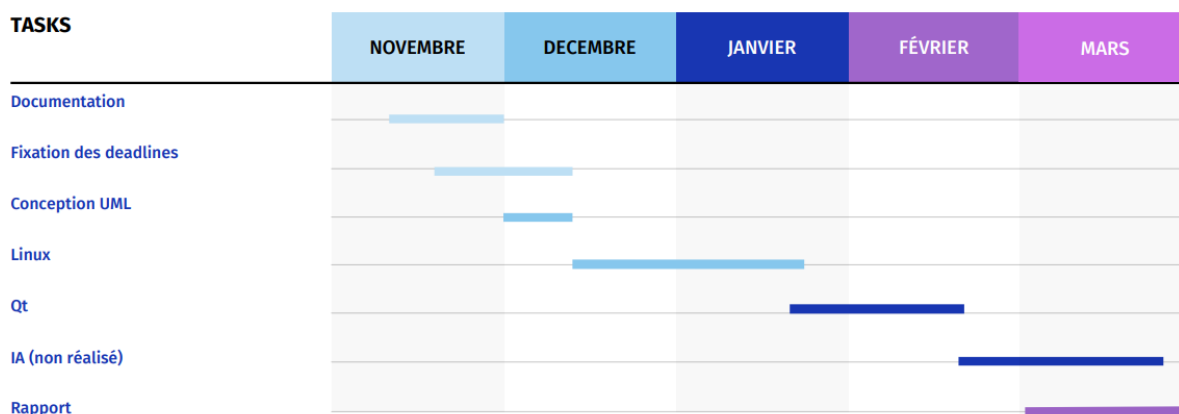 TASKS
NOVEMBRE
DECEMBRE
JANVIER
FÉVRIER
MARS
Documentation
Fixation des deadlines
Conception UML
Linux
Qt
IA (non réalisé)
Rapport